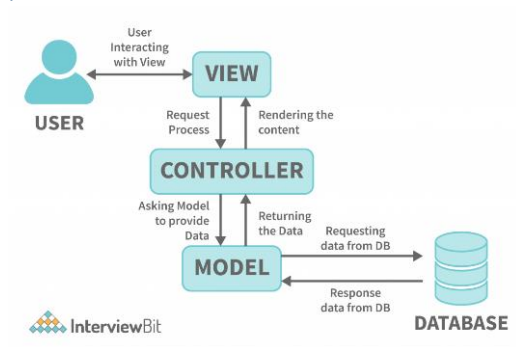 User
Interacting
with View
VIEW
USER
Request
Process
Rendering the
content
CONTROLLER
Asking Model
to provide
Data
Returning
the Data
Requesting
data from DB
MODEL
Response
data from DB
DATABASE
InterviewBit